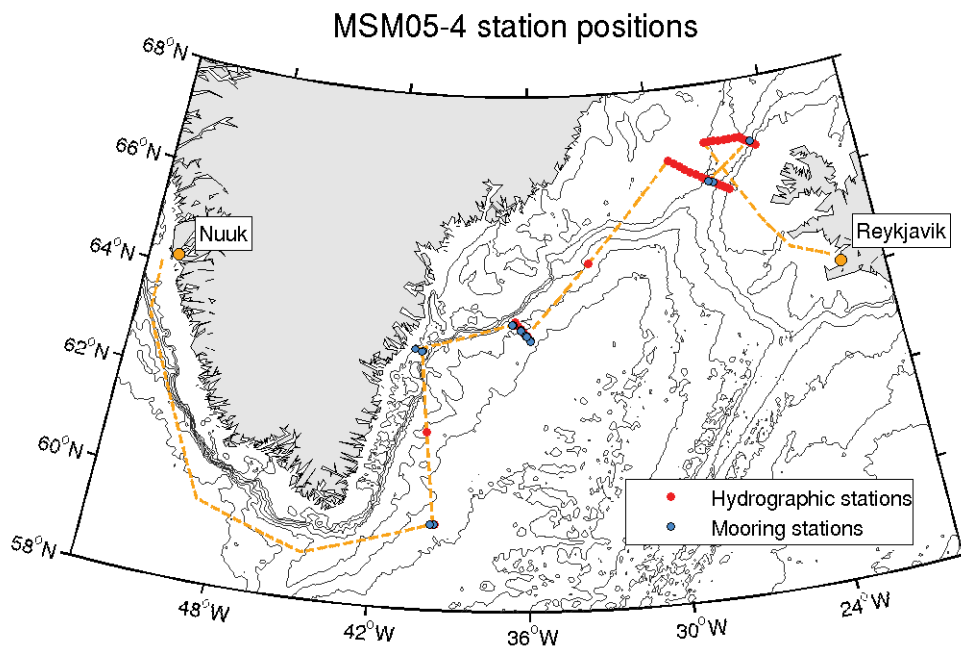 MSM05-4 station positions
68°N
66°N
64°N
62°N
60°N
58°N
Nuuk
Reykjavik
Hydrographic stations
Mooring stations
48°W
42°W
36°W
30°W
24°W